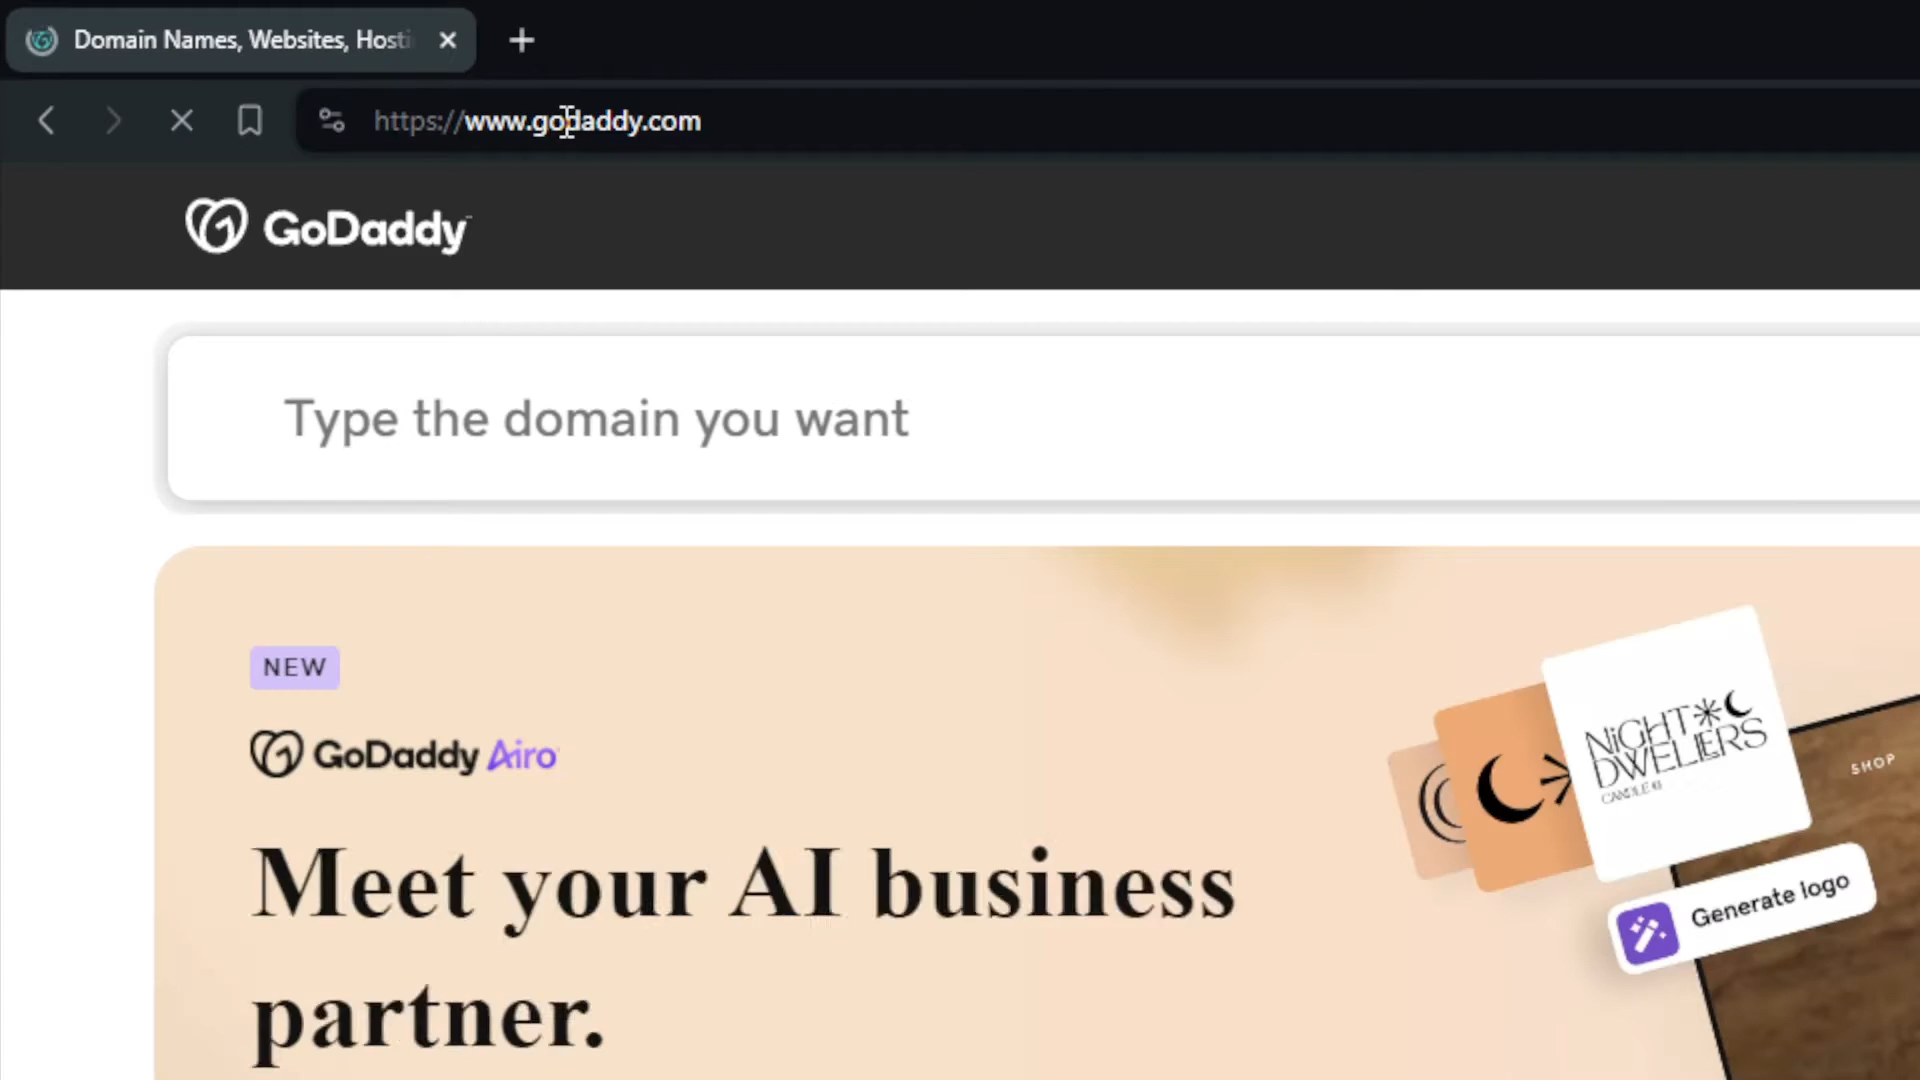 Domain Names, Websites, Hosti
https://www.godaddy.com
GoDaddy
Type the domain you want
NEW
GoDaddy Airo
Meet your AI business
partner.
NiGHT
DWELLERS
CANDLE
SHOP
Generate logo